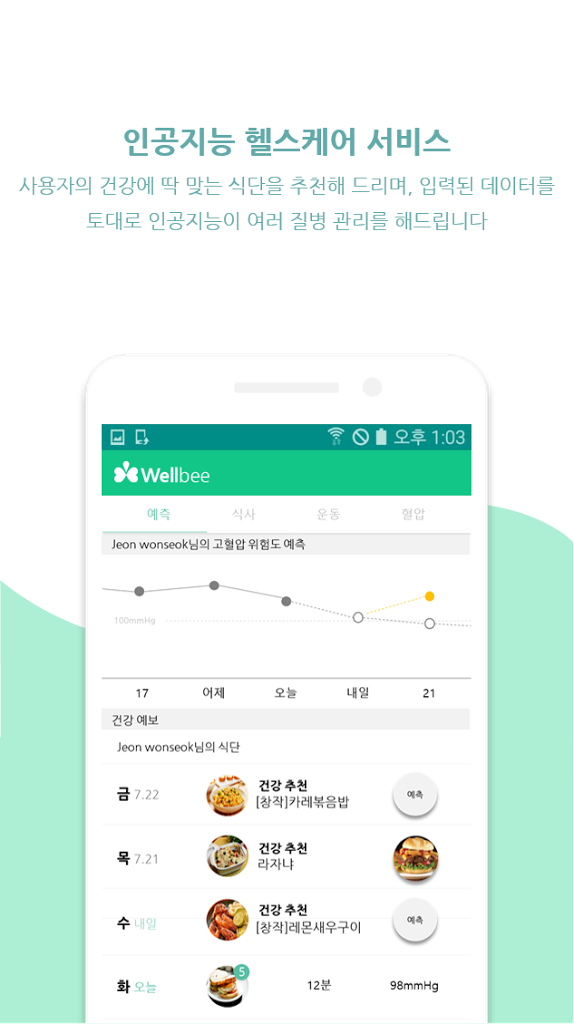 인공지능 헬스케어 서비스
사용자의 건강에 딱 맞는 식단을 추천해 드리며, 입력된 데이터를
토대로 인공지능이 여러 질병 관리를 해드립니다
오후 1:03
Wellbee
예측 식사 운동 혈압
Jeon wonseok님의 고혈압 위험도 예측
100mmHg
17 어제 오늘 내일 21
건강 예보
Jeon wonseok님의 식단
금 7.22 건강 추천 예측
[창작]카레볶음밥
목 7.21 건강 추천
라자냐
수 내일 건강 추천 예측
[창작]레몬새우구이
화 오늘 5 12분 98mmHg